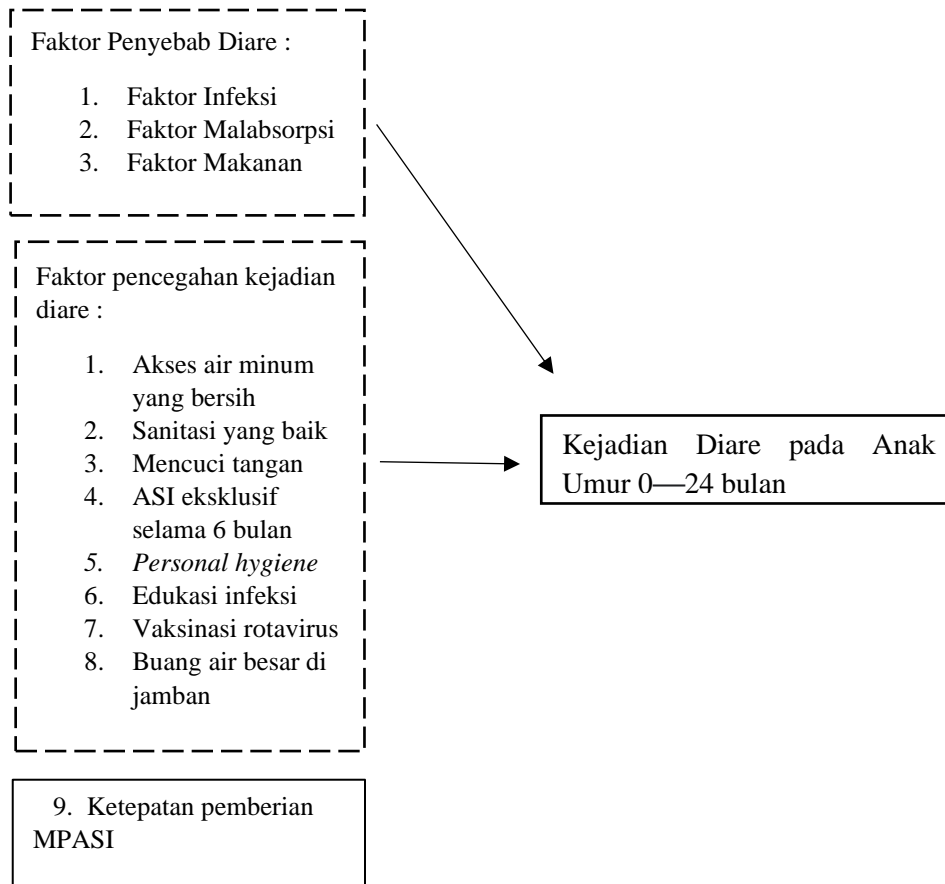 Faktor Penyebab Diare :
1. Faktor Infeksi
2. Faktor Malabsorpsi
3. Faktor Makanan
Faktor pencegahan kejadian
diare :
1. Akses air minum
yang bersih
2. Sanitasi yang baik
3. Mencuci tangan
4. ASI eksklusif
selama 6 bulan
5. Personal hygiene
6. Edukasi infeksi
7. Vaksinasi rotavirus
8. Buang air besar di
jamban
9. Ketepatan pemberian
MPASI
Kejadian Diare pada Anak
Umur 0—24 bulan